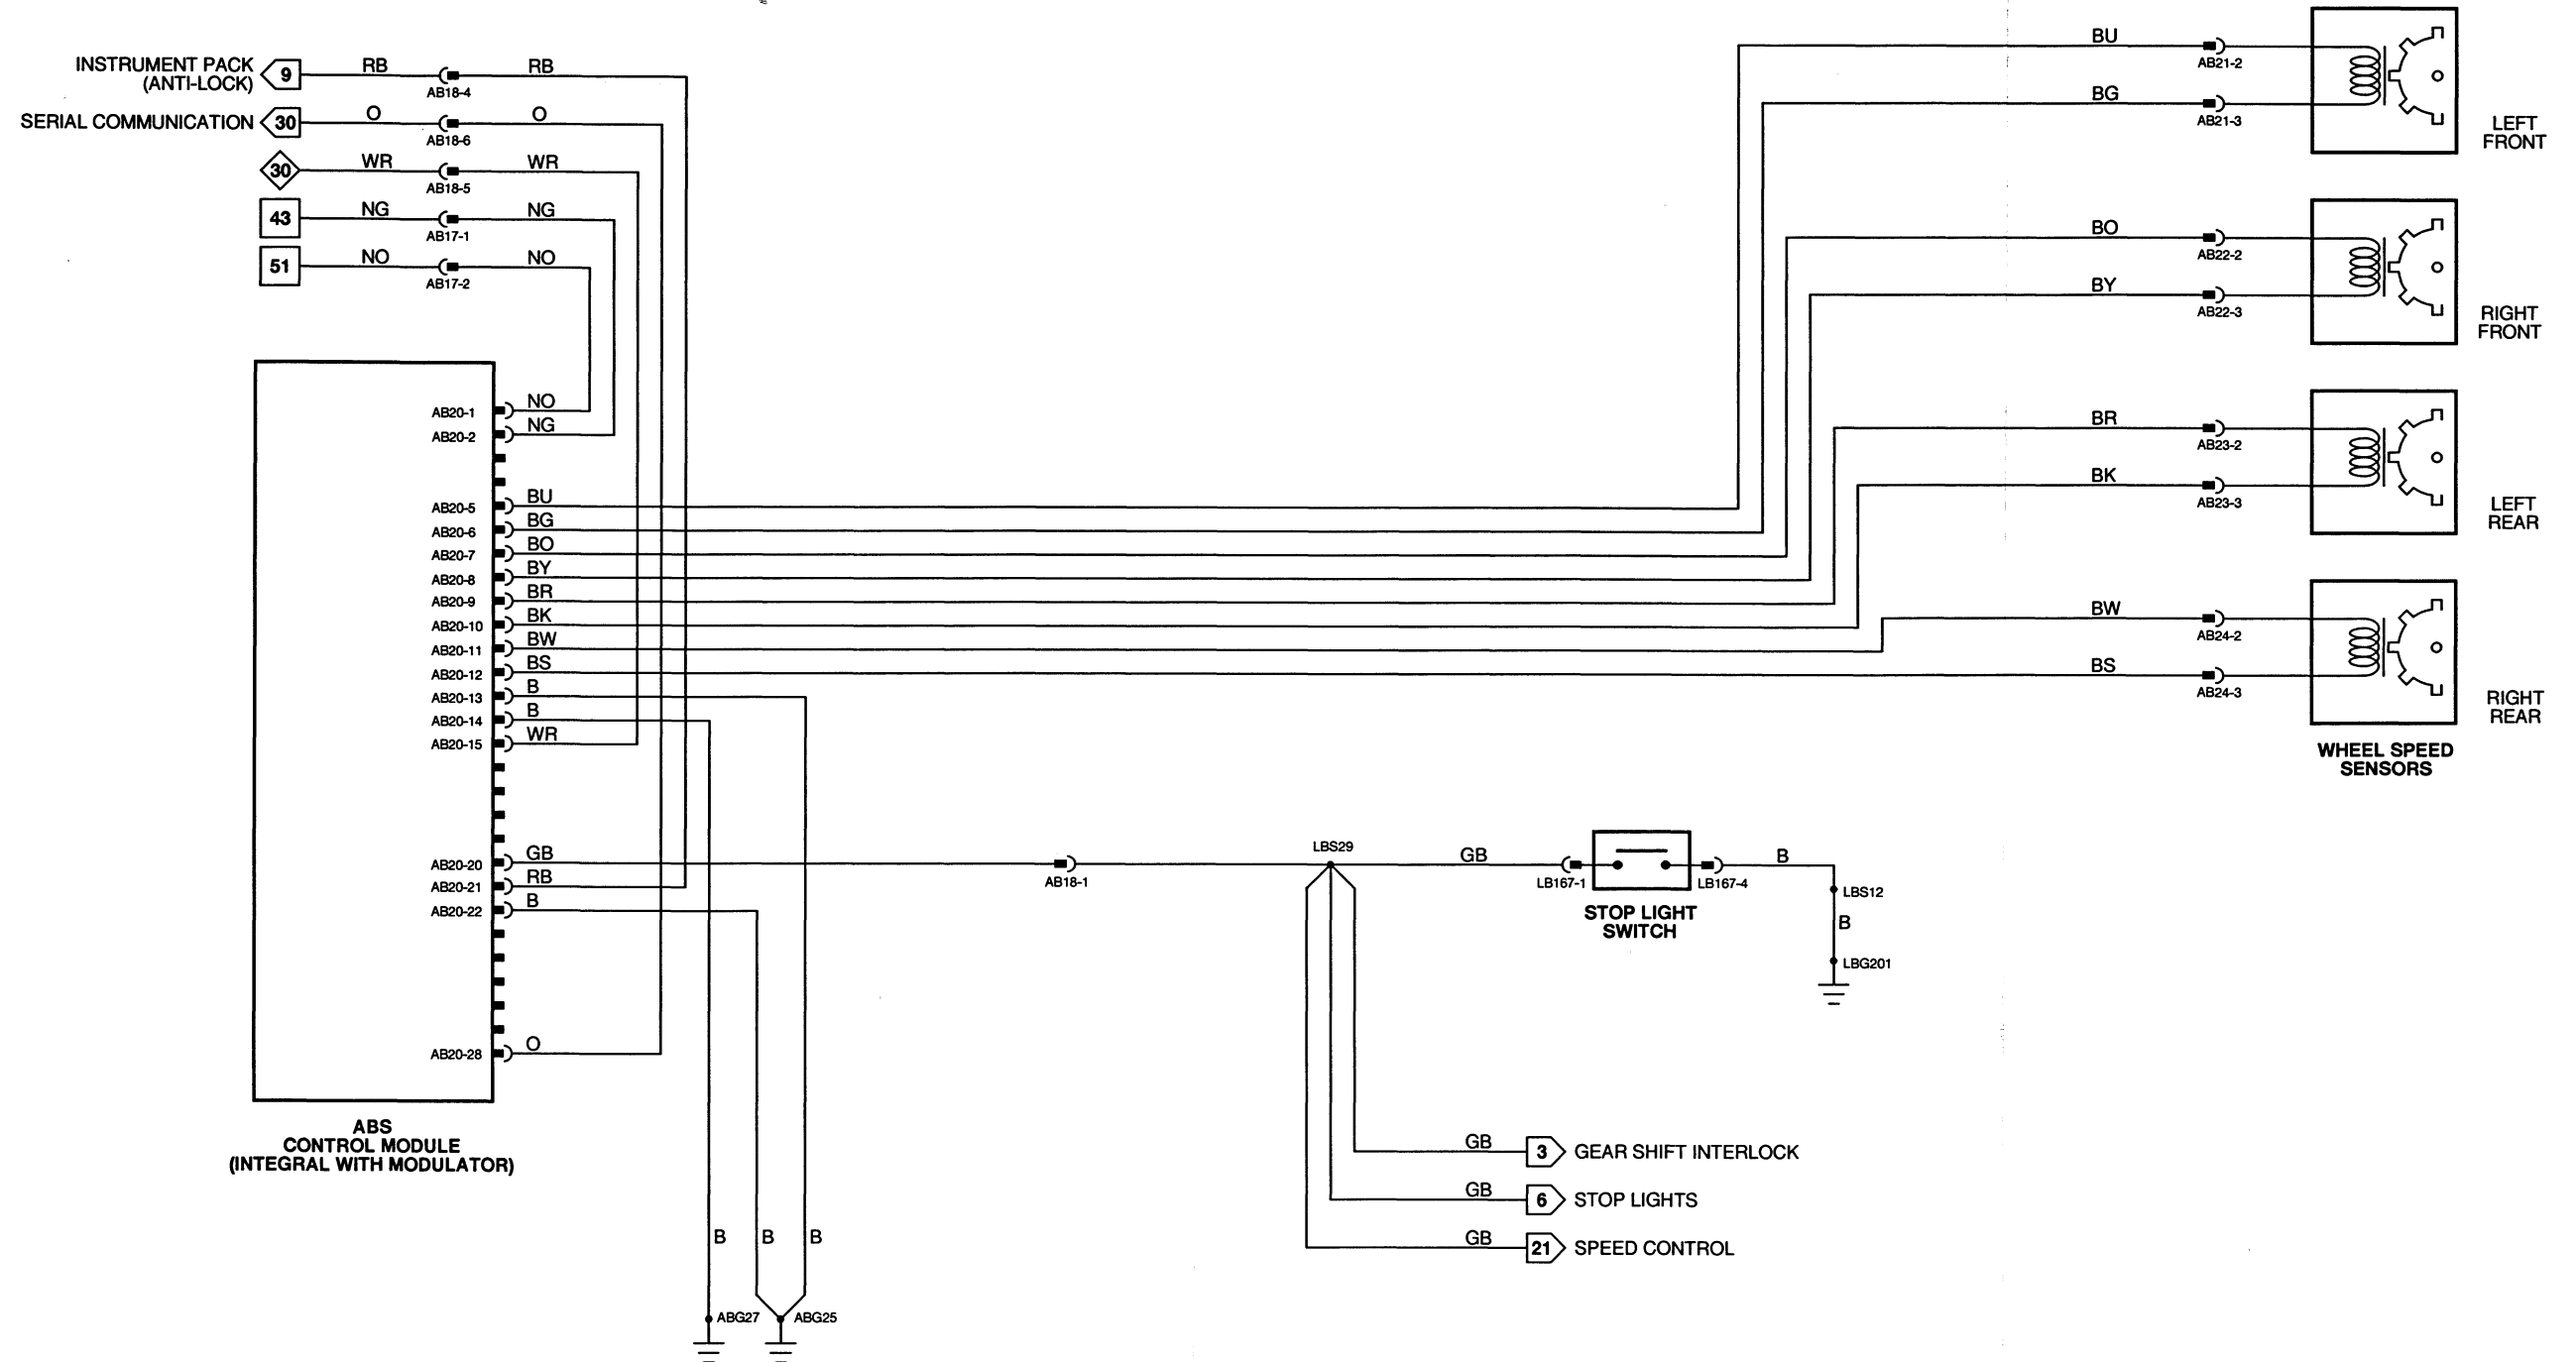 INSTRUMENT PACK
(ANTI-LOCK)
9
RB
AB18-4
RB
SERIAL COMMUNICATION
30
O
AB18-6
O
30
WR
AB18-5
WR
43
NG
AB17-1
NG
51
NO
AB17-2
NO
AB20-1
NO
AB20-2
NG
AB20-5
BU
AB20-6
BG
AB20-7
BO
AB20-8
BY
AB20-9
BR
AB20-10
BK
AB20-11
BW
AB20-12
BS
AB20-13
B
AB20-14
B
AB20-15
WR
AB20-20
GB
AB20-21
RB
AB20-22
B
AB20-28
O
ABS
CONTROL MODULE
(INTEGRAL WITH MODULATOR)
B
B
B
ABG27
ABG25
BU
AB21-2
BG
AB21-3
LEFT
FRONT
BO
AB22-2
BY
AB22-3
RIGHT
FRONT
BR
AB23-2
BK
AB23-3
LEFT
REAR
BW
AB24-2
BS
AB24-3
RIGHT
REAR
WHEEL SPEED
SENSORS
AB18-1
LBS29
GB
LB167-1
LB167-4
STOP LIGHT
SWITCH
B
LBS12
B
LBG201
GB
3
GEAR SHIFT INTERLOCK
GB
6
STOP LIGHTS
GB
21
SPEED CONTROL